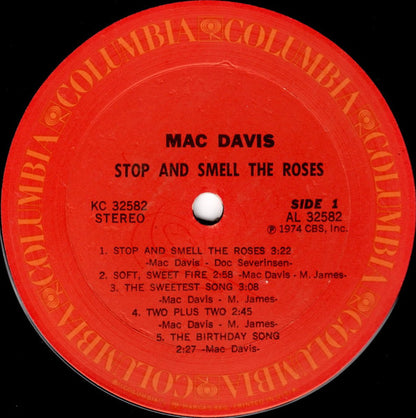 COLUMBIA COLUMBIA COLUMBIA COLUMBIA COLUMBIA COLUMBIA
MAC DAVIS
STOP AND SMELL THE ROSES
KC 32582
STEREO
SIDE 1
AL 32582
℗ 1974 CBS, Inc.
1. STOP AND SMELL THE ROSES 3:22
-Mac Davis - Doc Severinsen-
2. SOFT, SWEET FIRE 2:58 -Mac Davis - M. James-
3. THE SWEETEST SONG 3:08
-Mac Davis - M. James-
4. TWO PLUS TWO 2:45
-Mac Davis - M. James-
5. THE BIRTHDAY SONG
2:27 -Mac Davis-